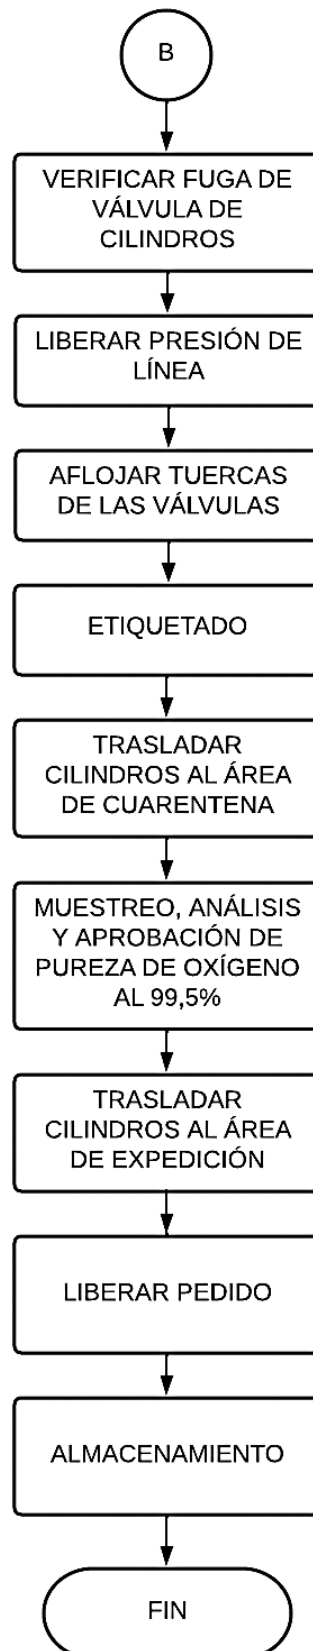 B
VERIFICAR FUGA DE
VÁLVULA DE
CILINDROS
LIBERAR PRESIÓN DE
LÍNEA
AFLOJAR TUERCAS
DE LAS VÁLVULAS
ETIQUETADO
TRASLADAR
CILINDROS AL ÁREA
DE CUARENTENA
MUESTREO, ANÁLISIS
Y APROBACIÓN DE
PUREZA DE OXÍGENO
AL 99,5%
TRASLADAR
CILINDROS AL ÁREA
DE EXPEDICIÓN
LIBERAR PEDIDO
ALMACENAMIENTO
FIN